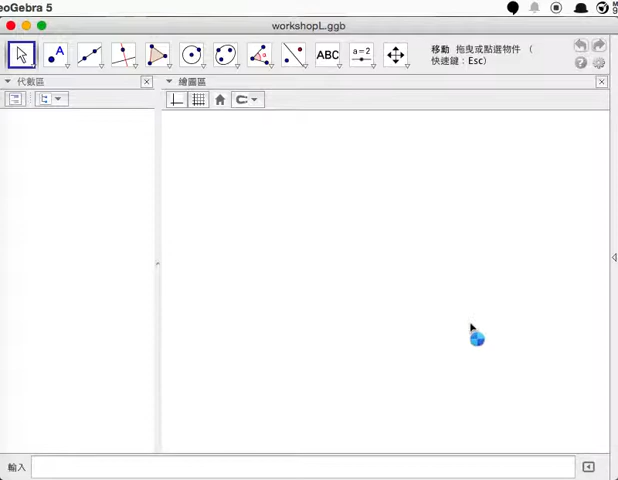 eoGebra 5
workshopL.ggb
A
a
ABC
a=2
移動 拖曳或點選物件 (
快速鍵:Esc)
代數區
繪圖區
輸入